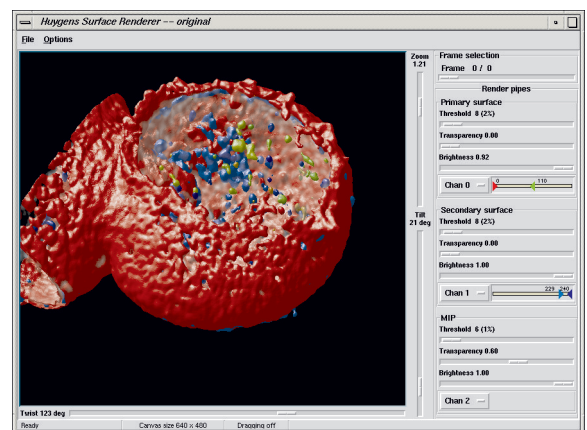 Huygens Surface Renderer -- original
File Options
Zoom
1.21
Frame selection
Frame 0 / 0
Render pipes
Primary surface
Threshold 8 (2%)
Transparency 0.00
Brightness 0.92
Chan 0
0 110
Tilt
21 deg
Secondary surface
Threshold 8 (2%)
Transparency 0.00
Brightness 1.00
Chan 1
229 240
MIP
Threshold 6 (1%)
Transparency 0.60
Brightness 1.00
Chan 2
Twist 123 deg
Ready
Canvas size 640 x 480
Dragging off